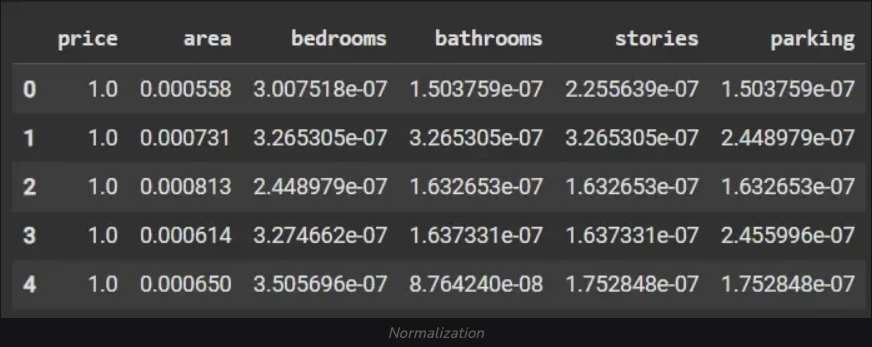 price area bedrooms bathrooms stories parking
0 1.0 0.000558 3.007518e-07 1.503759e-07 2.255639e-07 1.503759e-07
1 1.0 0.000731 3.265305e-07 3.265305e-07 3.265305e-07 2.448979e-07
2 1.0 0.000813 2.448979e-07 1.632653e-07 1.632653e-07 1.632653e-07
3 1.0 0.000614 3.274662e-07 1.637331e-07 1.637331e-07 2.455996e-07
4 1.0 0.000650 3.505696e-07 8.764240e-08 1.752848e-07 1.752848e-07
Normalization